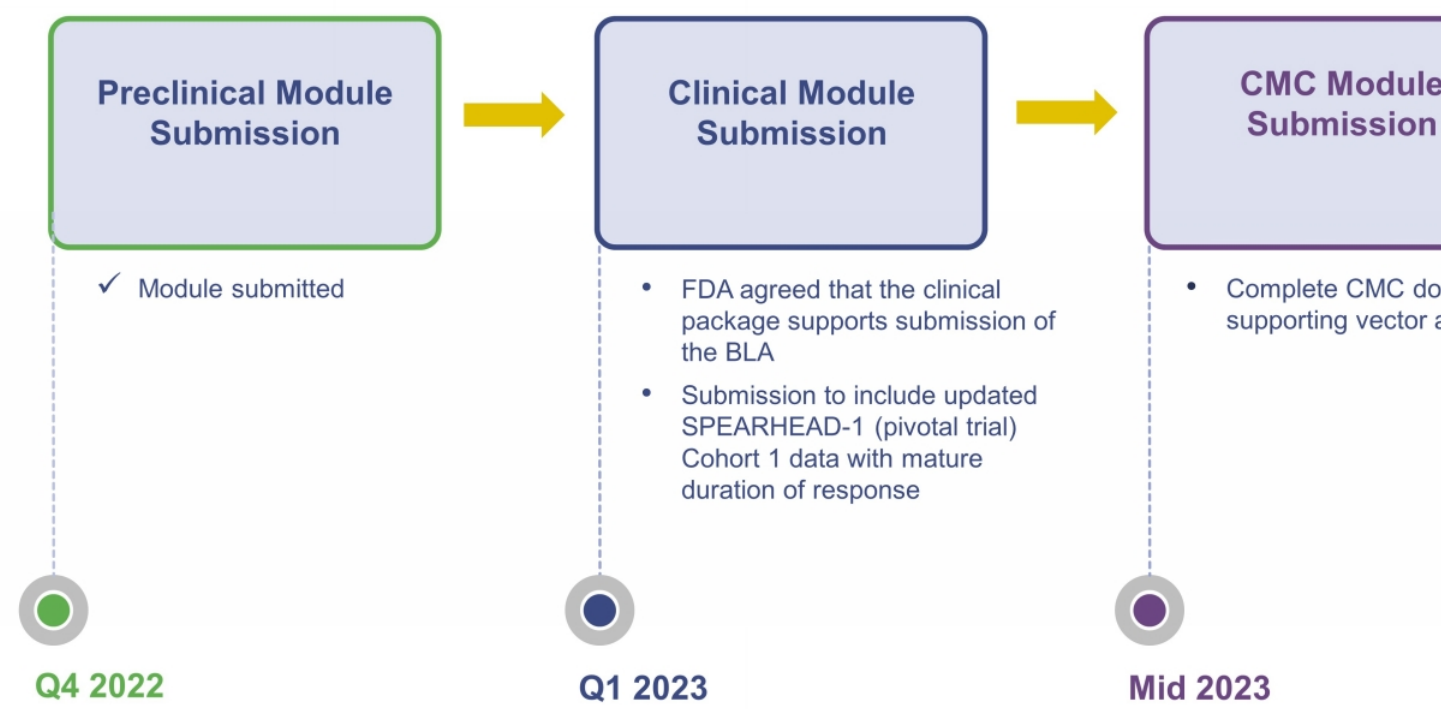 Preclinical Module
Submission
Clinical Module
Submission
CMC Module
Submission
✓ Module submitted
• FDA agreed that the clinical
package supports submission of
the BLA
• Submission to include updated
SPEARHEAD-1 (pivotal trial)
Cohort 1 data with mature
duration of response
• Complete CMC
supporting vector
Q4 2022
Q1 2023
Mid 2023